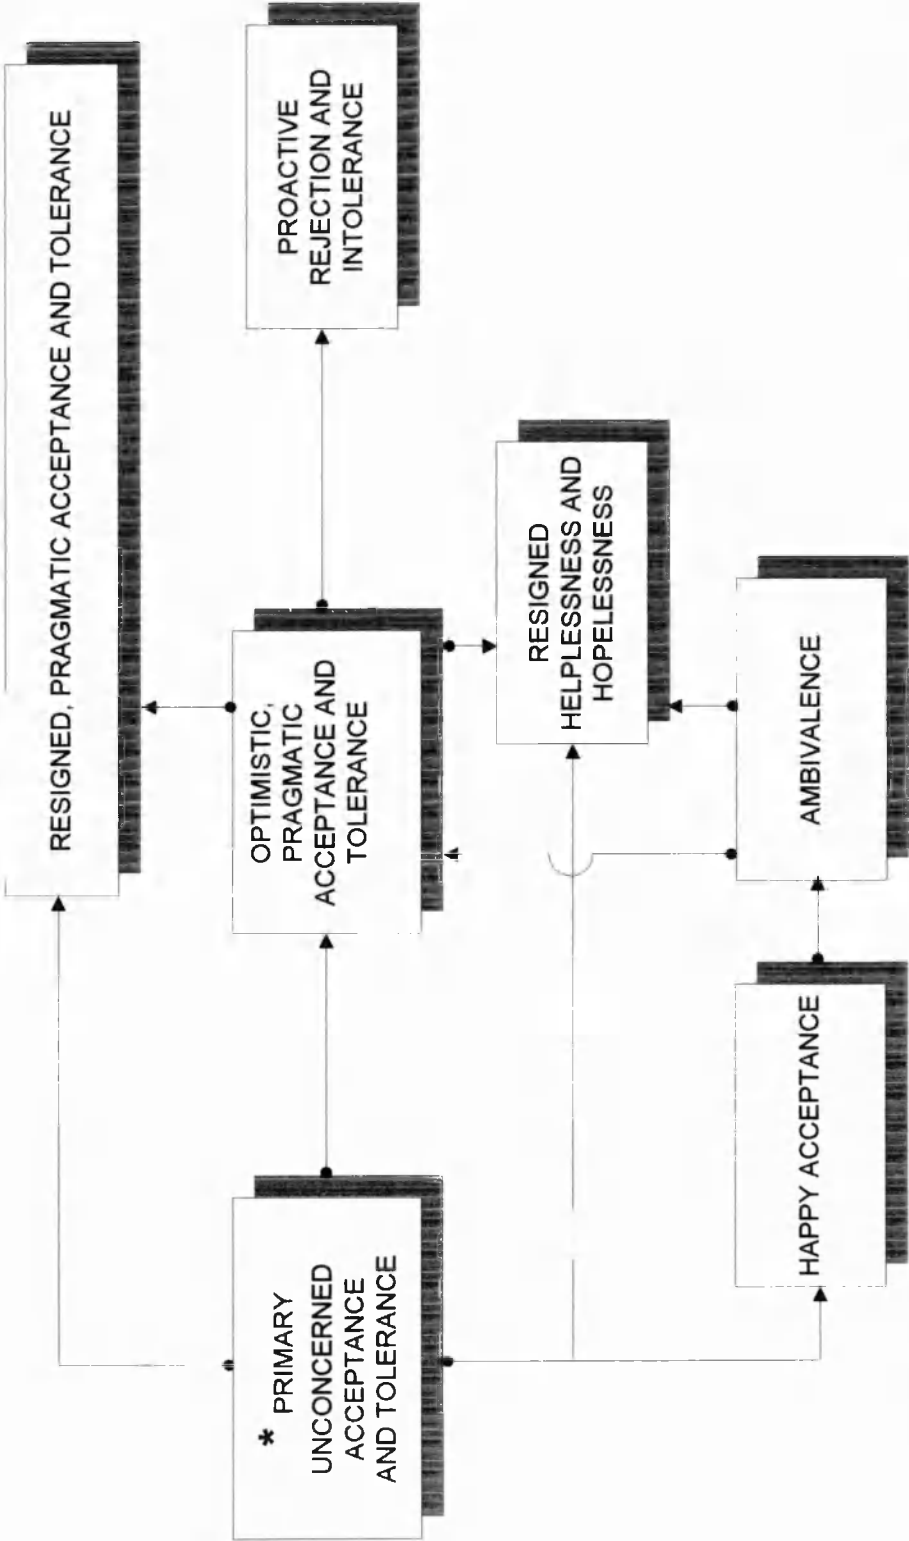 RESIGNED, PRAGMATIC ACCEPTANCE AND TOLERANCE
* PRIMARY
UNCONCERNED
ACCEPTANCE
AND TOLERANCE
OPTIMISTIC,
PRAGMATIC
ACCEPTANCE AND
TOLERANCE
PROACTIVE
REJECTION AND
INTOLERANCE
RESIGNED
HELPLESSNESS AND
HOPELESSNESS
HAPPY ACCEPTANCE
AMBIVALENCE